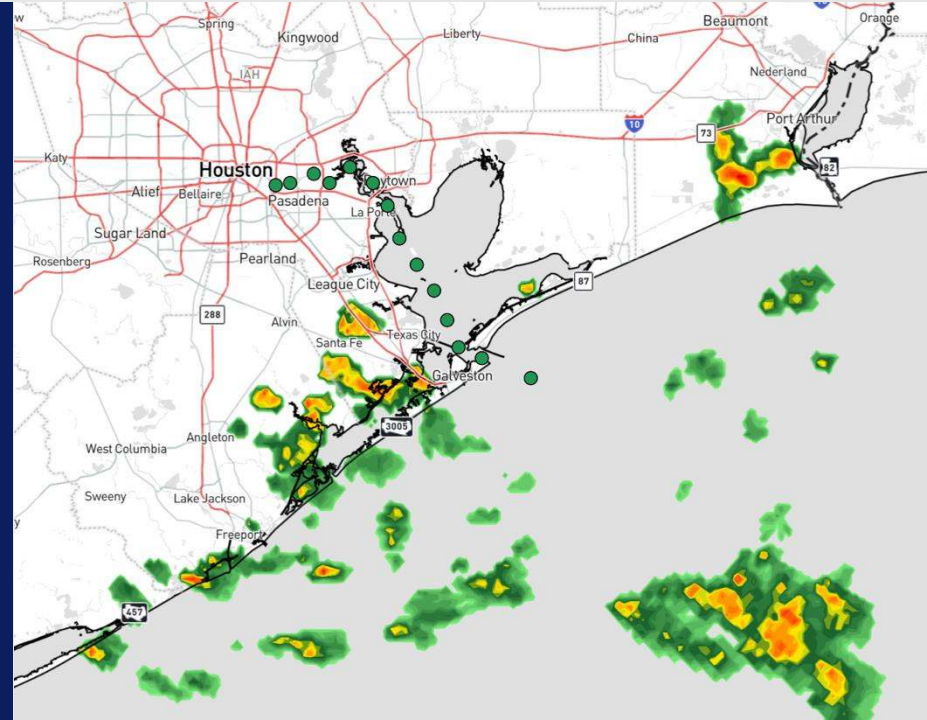 w
Spring
Kingwood
Liberty
China
Beaumont
Orange
IAH
Nederland
10
73
Port Arthur
82
Katy
Houston
ytown
Alief
Bellaire
Pasadena
La Porte
Sugar Land
Rosenberg
Pearland
League City
87
288
Alvin
Santa Fe
Texas City
Galveston
3005
Angleton
West Columbia
Sweeny
Lake Jackson
y
Freeport
457